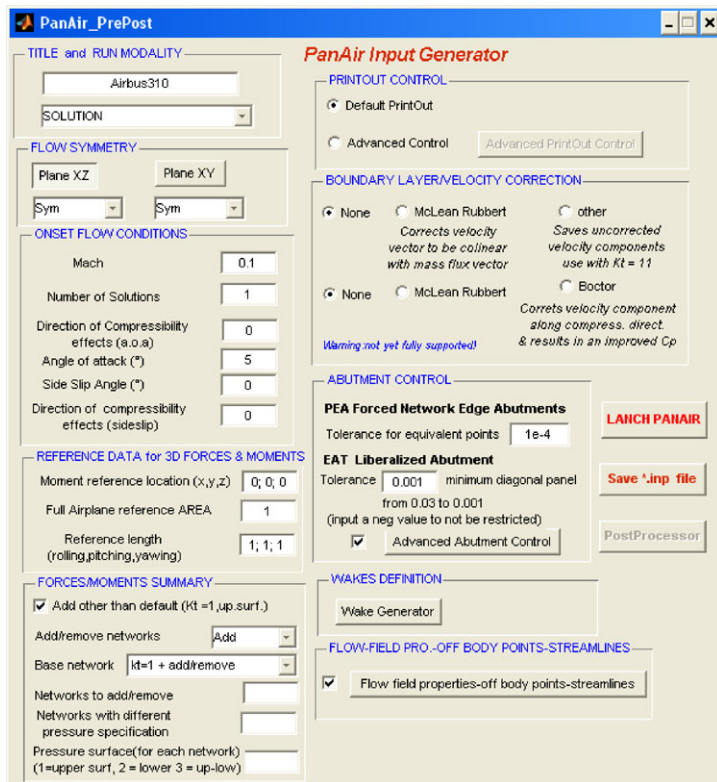 PanAir_PrePost
TITLE and RUN MODALITY
Airbus310
SOLUTION
FLOW SYMMETRY
Plane XZ
Plane XY
Sym
Sym
ONSET FLOW CONDITIONS
Mach
0.1
Number of Solutions
1
Direction of Compressibility
effects (a.o.a)
0
Angle of attack (°)
5
Side Slip Angle (°)
0
Direction of compressibility
effects (sideslip)
0
REFERENCE DATA for 3D FORCES & MOMENTS
Moment reference location (x,y,z)
0; 0; 0
Full Airplane reference AREA
1
Reference length
(rolling,pitching,yawing)
1; 1; 1
FORCES/MOMENTS SUMMARY
Add other than default (Kt =1,up.surf.)
Add/remove networks
Add
Base network
kt=1 + add/remove
Networks to add/remove
Networks with different
pressure specification
Pressure surface(for each network)
(1=upper surf, 2 = lower 3 = up-low)
PanAir Input Generator
PRINTOUT CONTROL
Default PrintOut
Advanced Control
Advanced PrintOut Control
BOUNDARY LAYER/VELOCITY CORRECTION
None
McLean Rubbert
other
Corrects velocity
vector to be colinear
with mass flux vector
Saves uncorrected
velocity components
use with Kt = 11
None
McLean Rubbert
Boctor
Corrects velocity component
along compress. direct.
& results in an improved Cp
Warning:not yet fully supported!
ABUTMENT CONTROL
PEA Forced Network Edge Abutments
Tolerance for equivalent points
1e-4
EAT Liberalized Abutment
Tolerance
0.001
minimum diagonal panel
from 0.03 to 0.001
(input a neg value to not be restricted)
Advanced Abutment Control
LANCH PANAIR
Save *.inp file
PostProcessor
WAKES DEFINITION
Wake Generator
FLOW-FIELD PRO.-OFF BODY POINTS-STREAMLINES
Flow field properties-off body points-streamlines